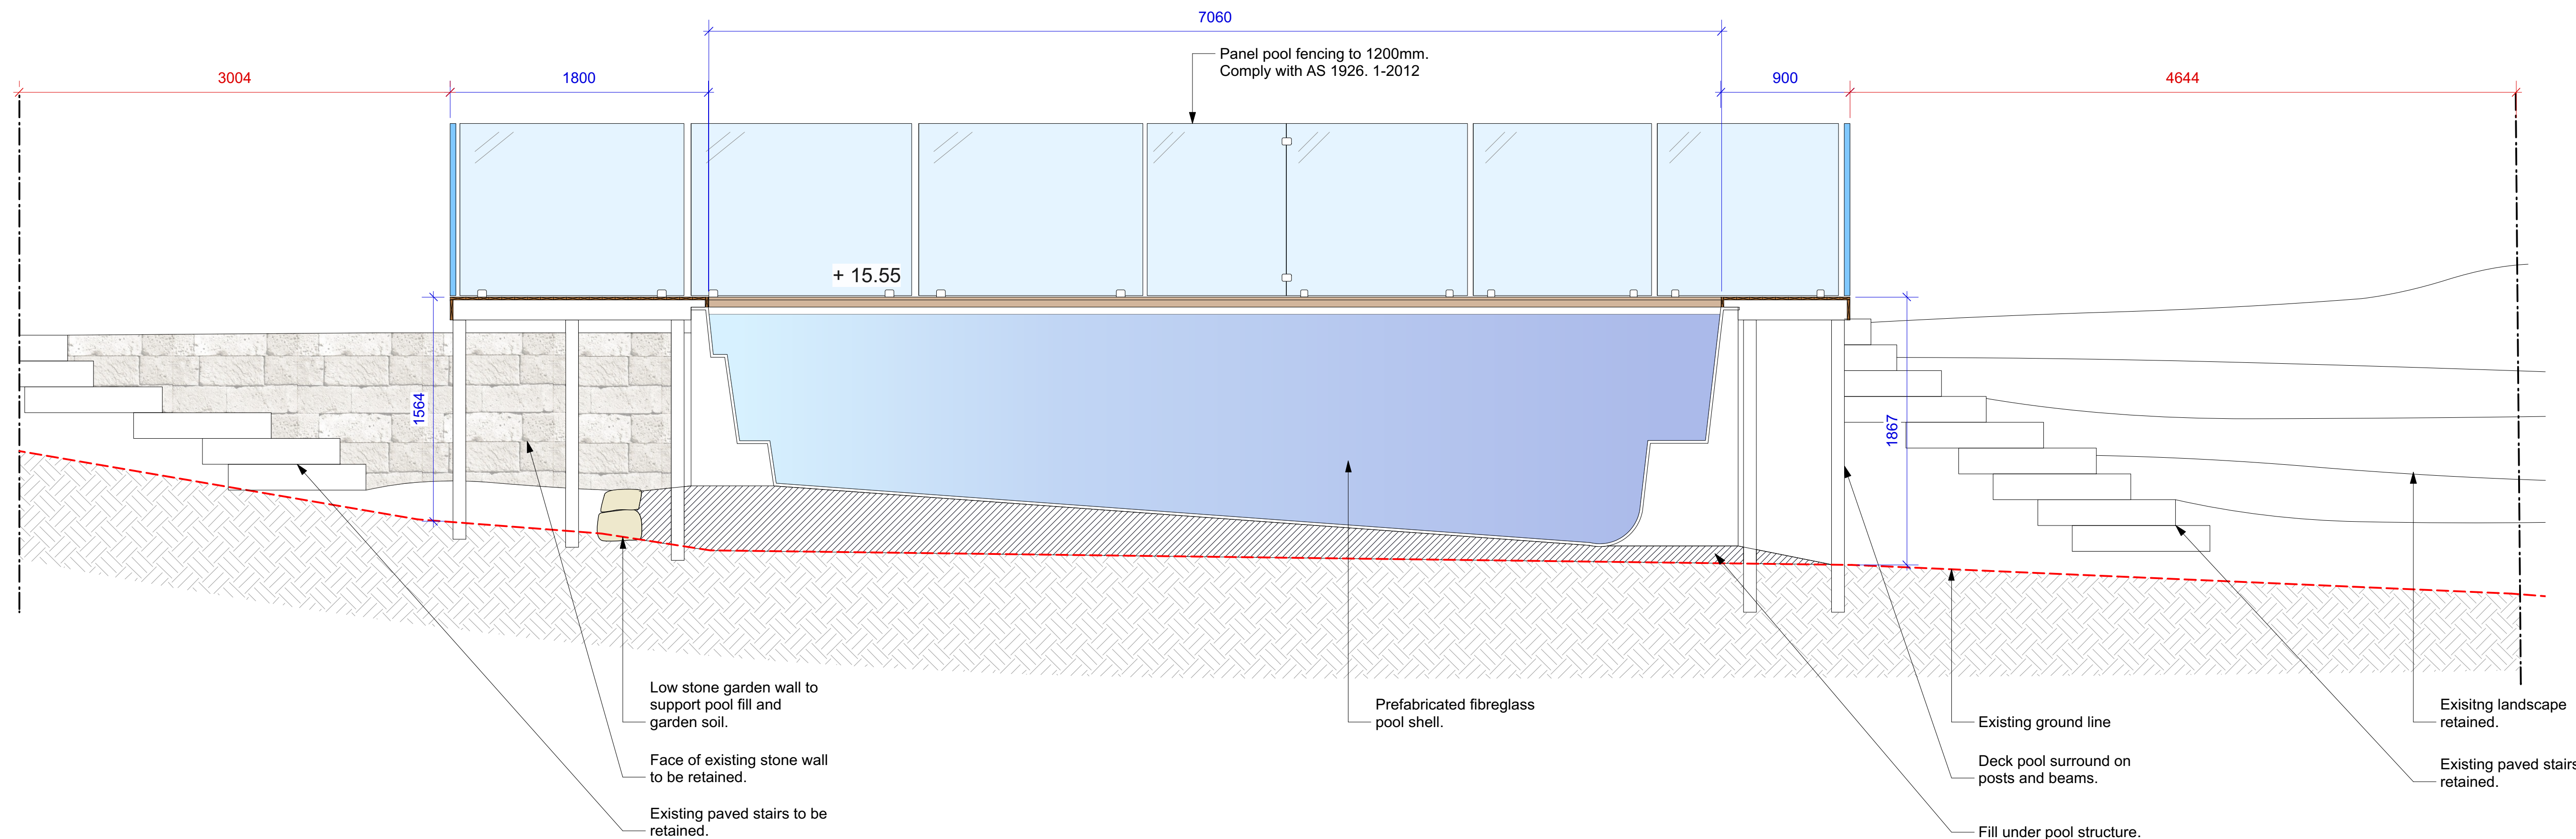 7060
Panel pool fencing to 1200mm.
Comply with AS 1926. 1-2012
3004
1800
900
4644
+ 15.55
1564
1867
Low stone garden wall to
support pool fill and
garden soil.
Face of existing stone wall
to be retained.
Existing paved stairs to be
retained.
Prefabricated fibreglass
pool shell.
Existing ground line
Deck pool surround on
posts and beams.
Fill under pool structure.
Exisitng landscape
retained.
Existing paved stairs
retained.